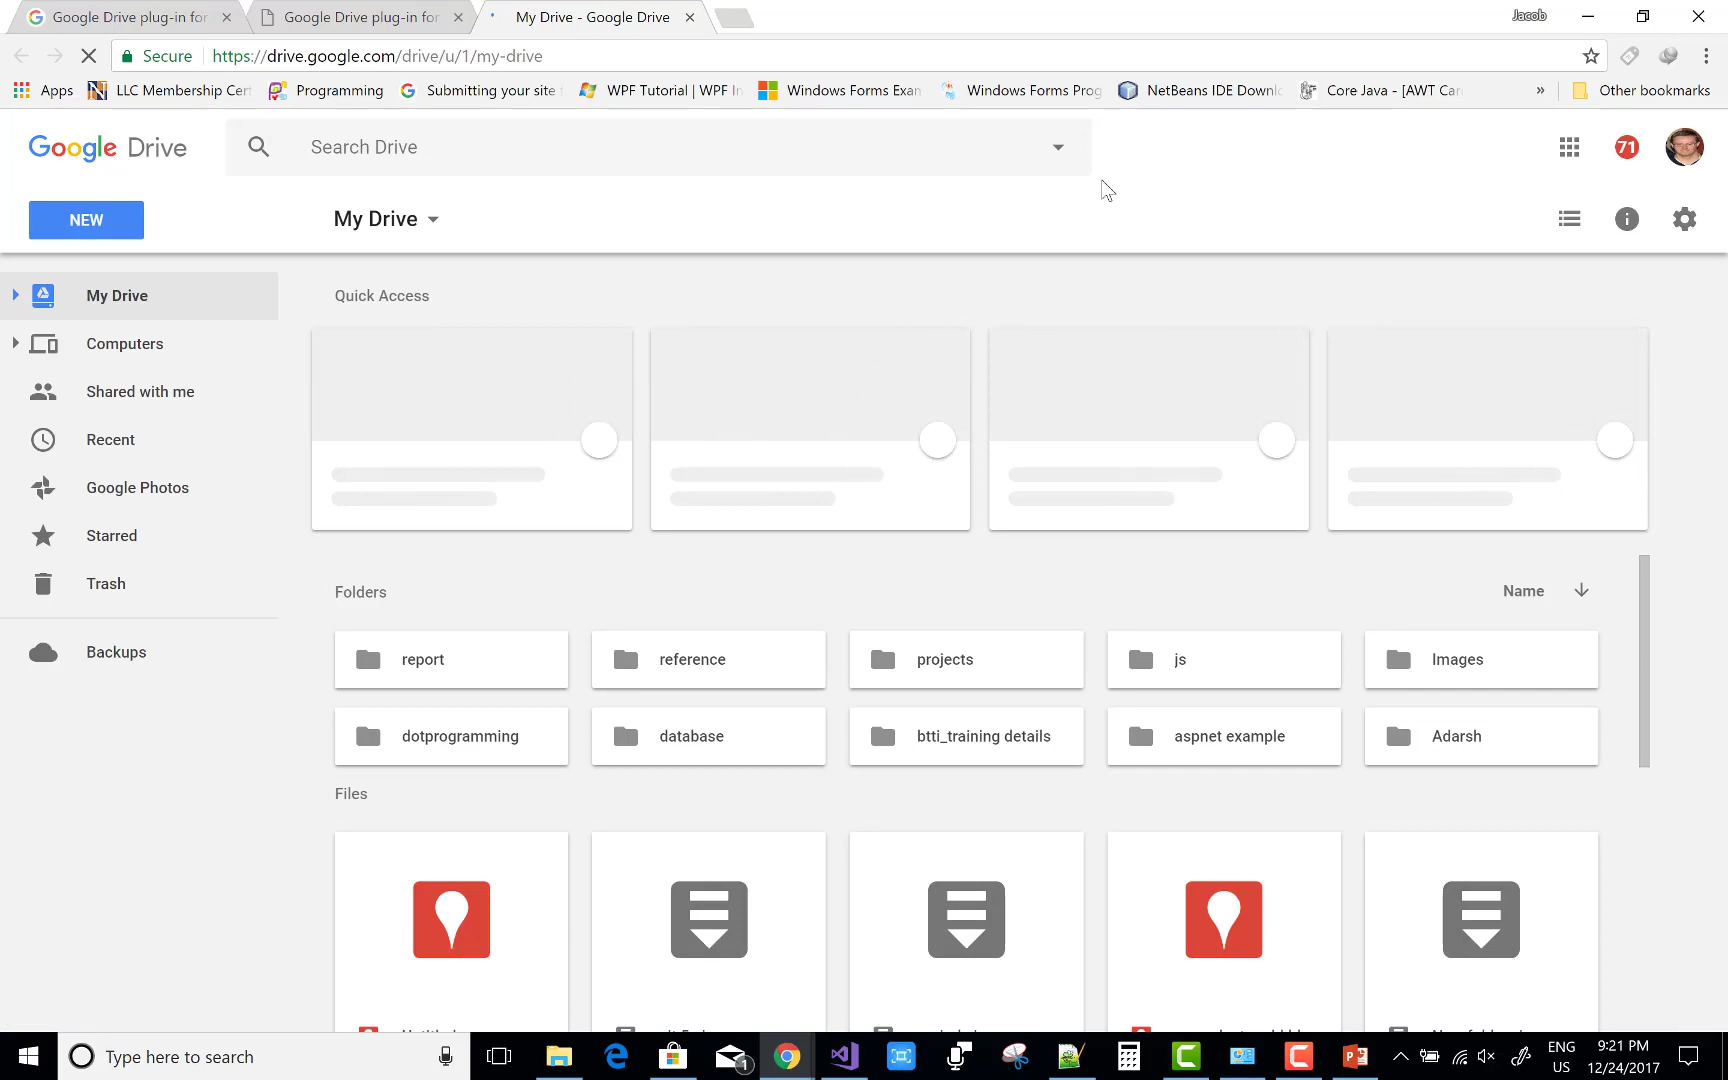 Google Drive plug-in for
Google Drive plug-in for
My Drive - Google Drive
Jacob
Secure
https://drive.google.com/drive/u/1/my-drive
Apps
LLC Membership Cer
Programming
Submitting your site
WPF Tutorial | WPF In
Windows Forms Exan
Windows Forms Prog
NetBeans IDE Downl
Core Java - [AWT Car
»
Other bookmarks
Google Drive
Search Drive
71
NEW
My Drive
My Drive
Computers
Shared with me
Recent
Google Photos
Starred
Trash
Backups
Quick Access
Folders
Name
report
reference
projects
js
Images
dotprogramming
database
btti_training details
aspnet example
Adarsh
Files
Type here to search
1
ENG
US
9:21 PM
12/24/2017